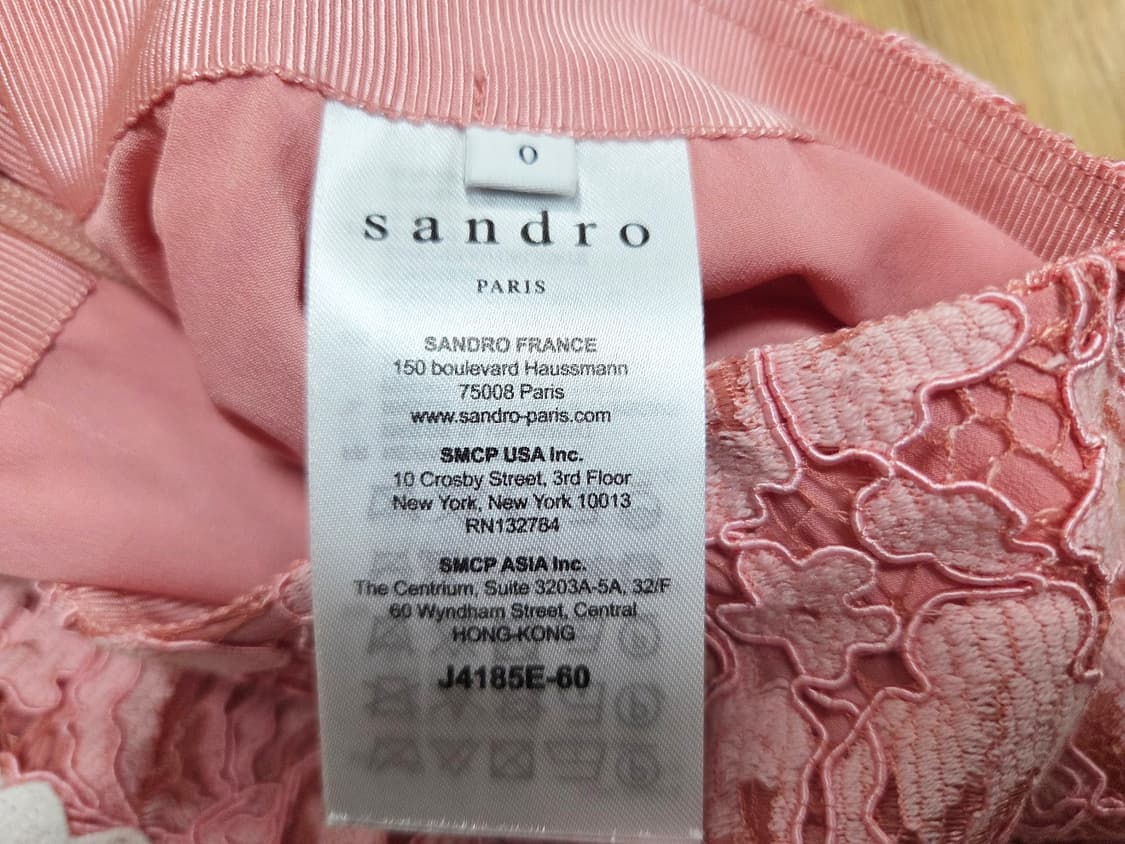 0
sandro
PARIS
SANDRO FRANCE
150 boulevard Haussmann
75008 Paris
www.sandro-paris.com
SMCP USA Inc.
10 Crosby Street, 3rd Floor
New York, New York 10013
RN132784
SMCP ASIA Inc.
The Centrium, Suite 3203A-5A, 32/F
60 Wyndham Street, Central
HONG-KONG
J4185E-60